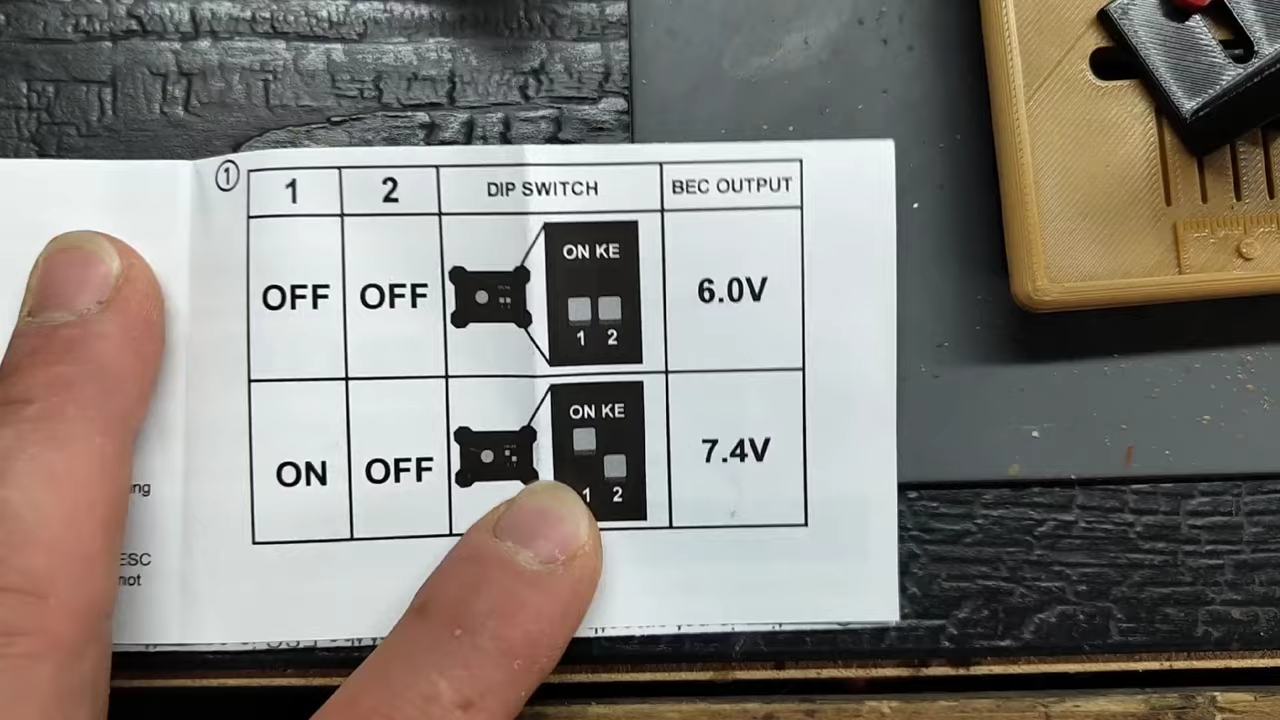 ①
1 2 DIP SWITCH BEC OUTPUT
OFF OFF ON KE 1 2 6.0V
ON OFF ON KE 1 2 7.4V
ing
ESC
not